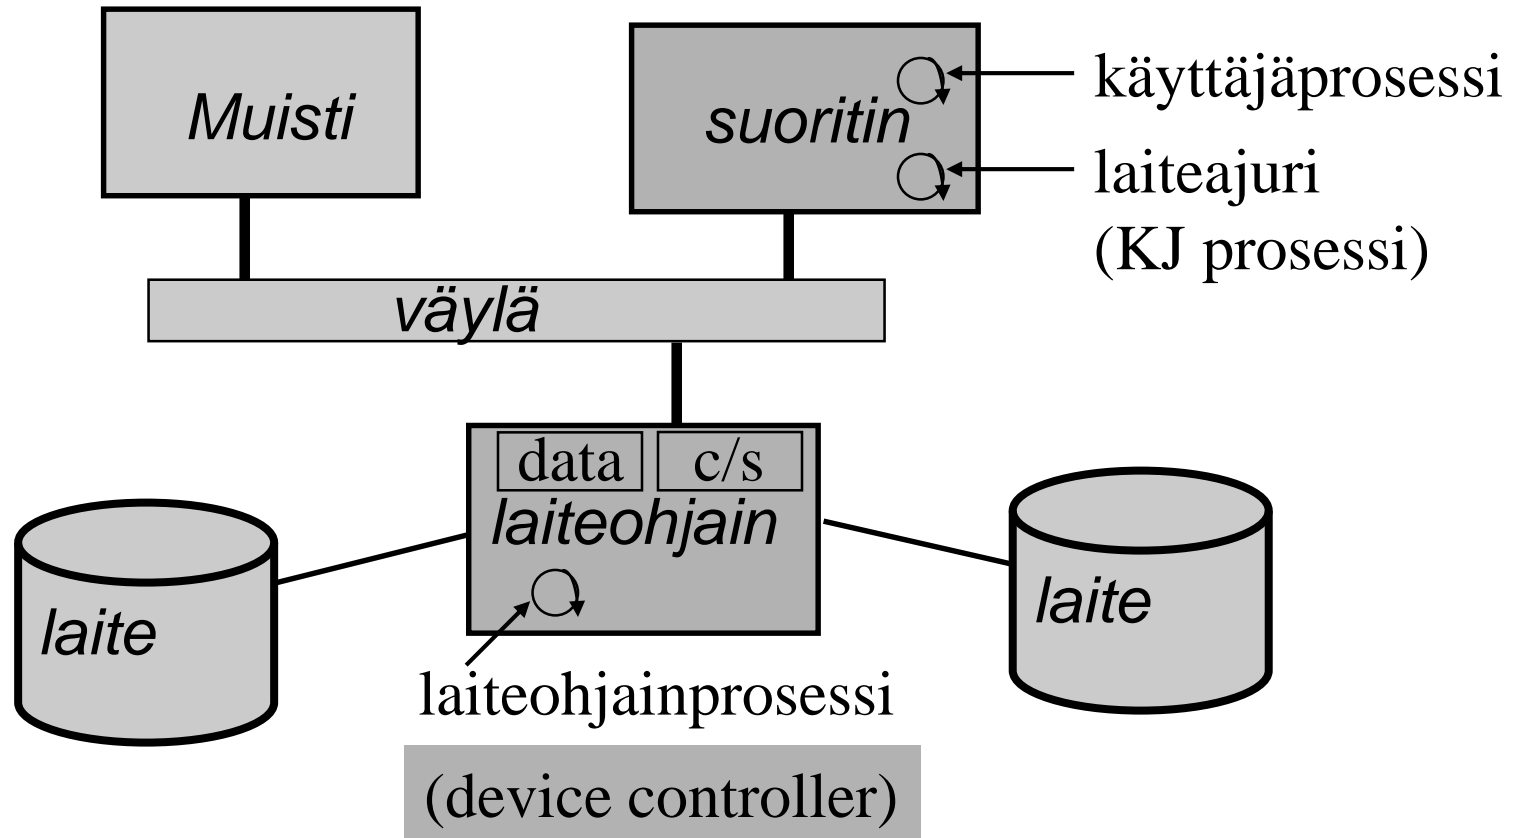 Muisti
suoritin
käyttäjäprosessi
laiteajuri
(KJ prosessi)
väylä
data
c/s
laiteohjain
laite
laite
laiteohjainprosessi
(device controller)